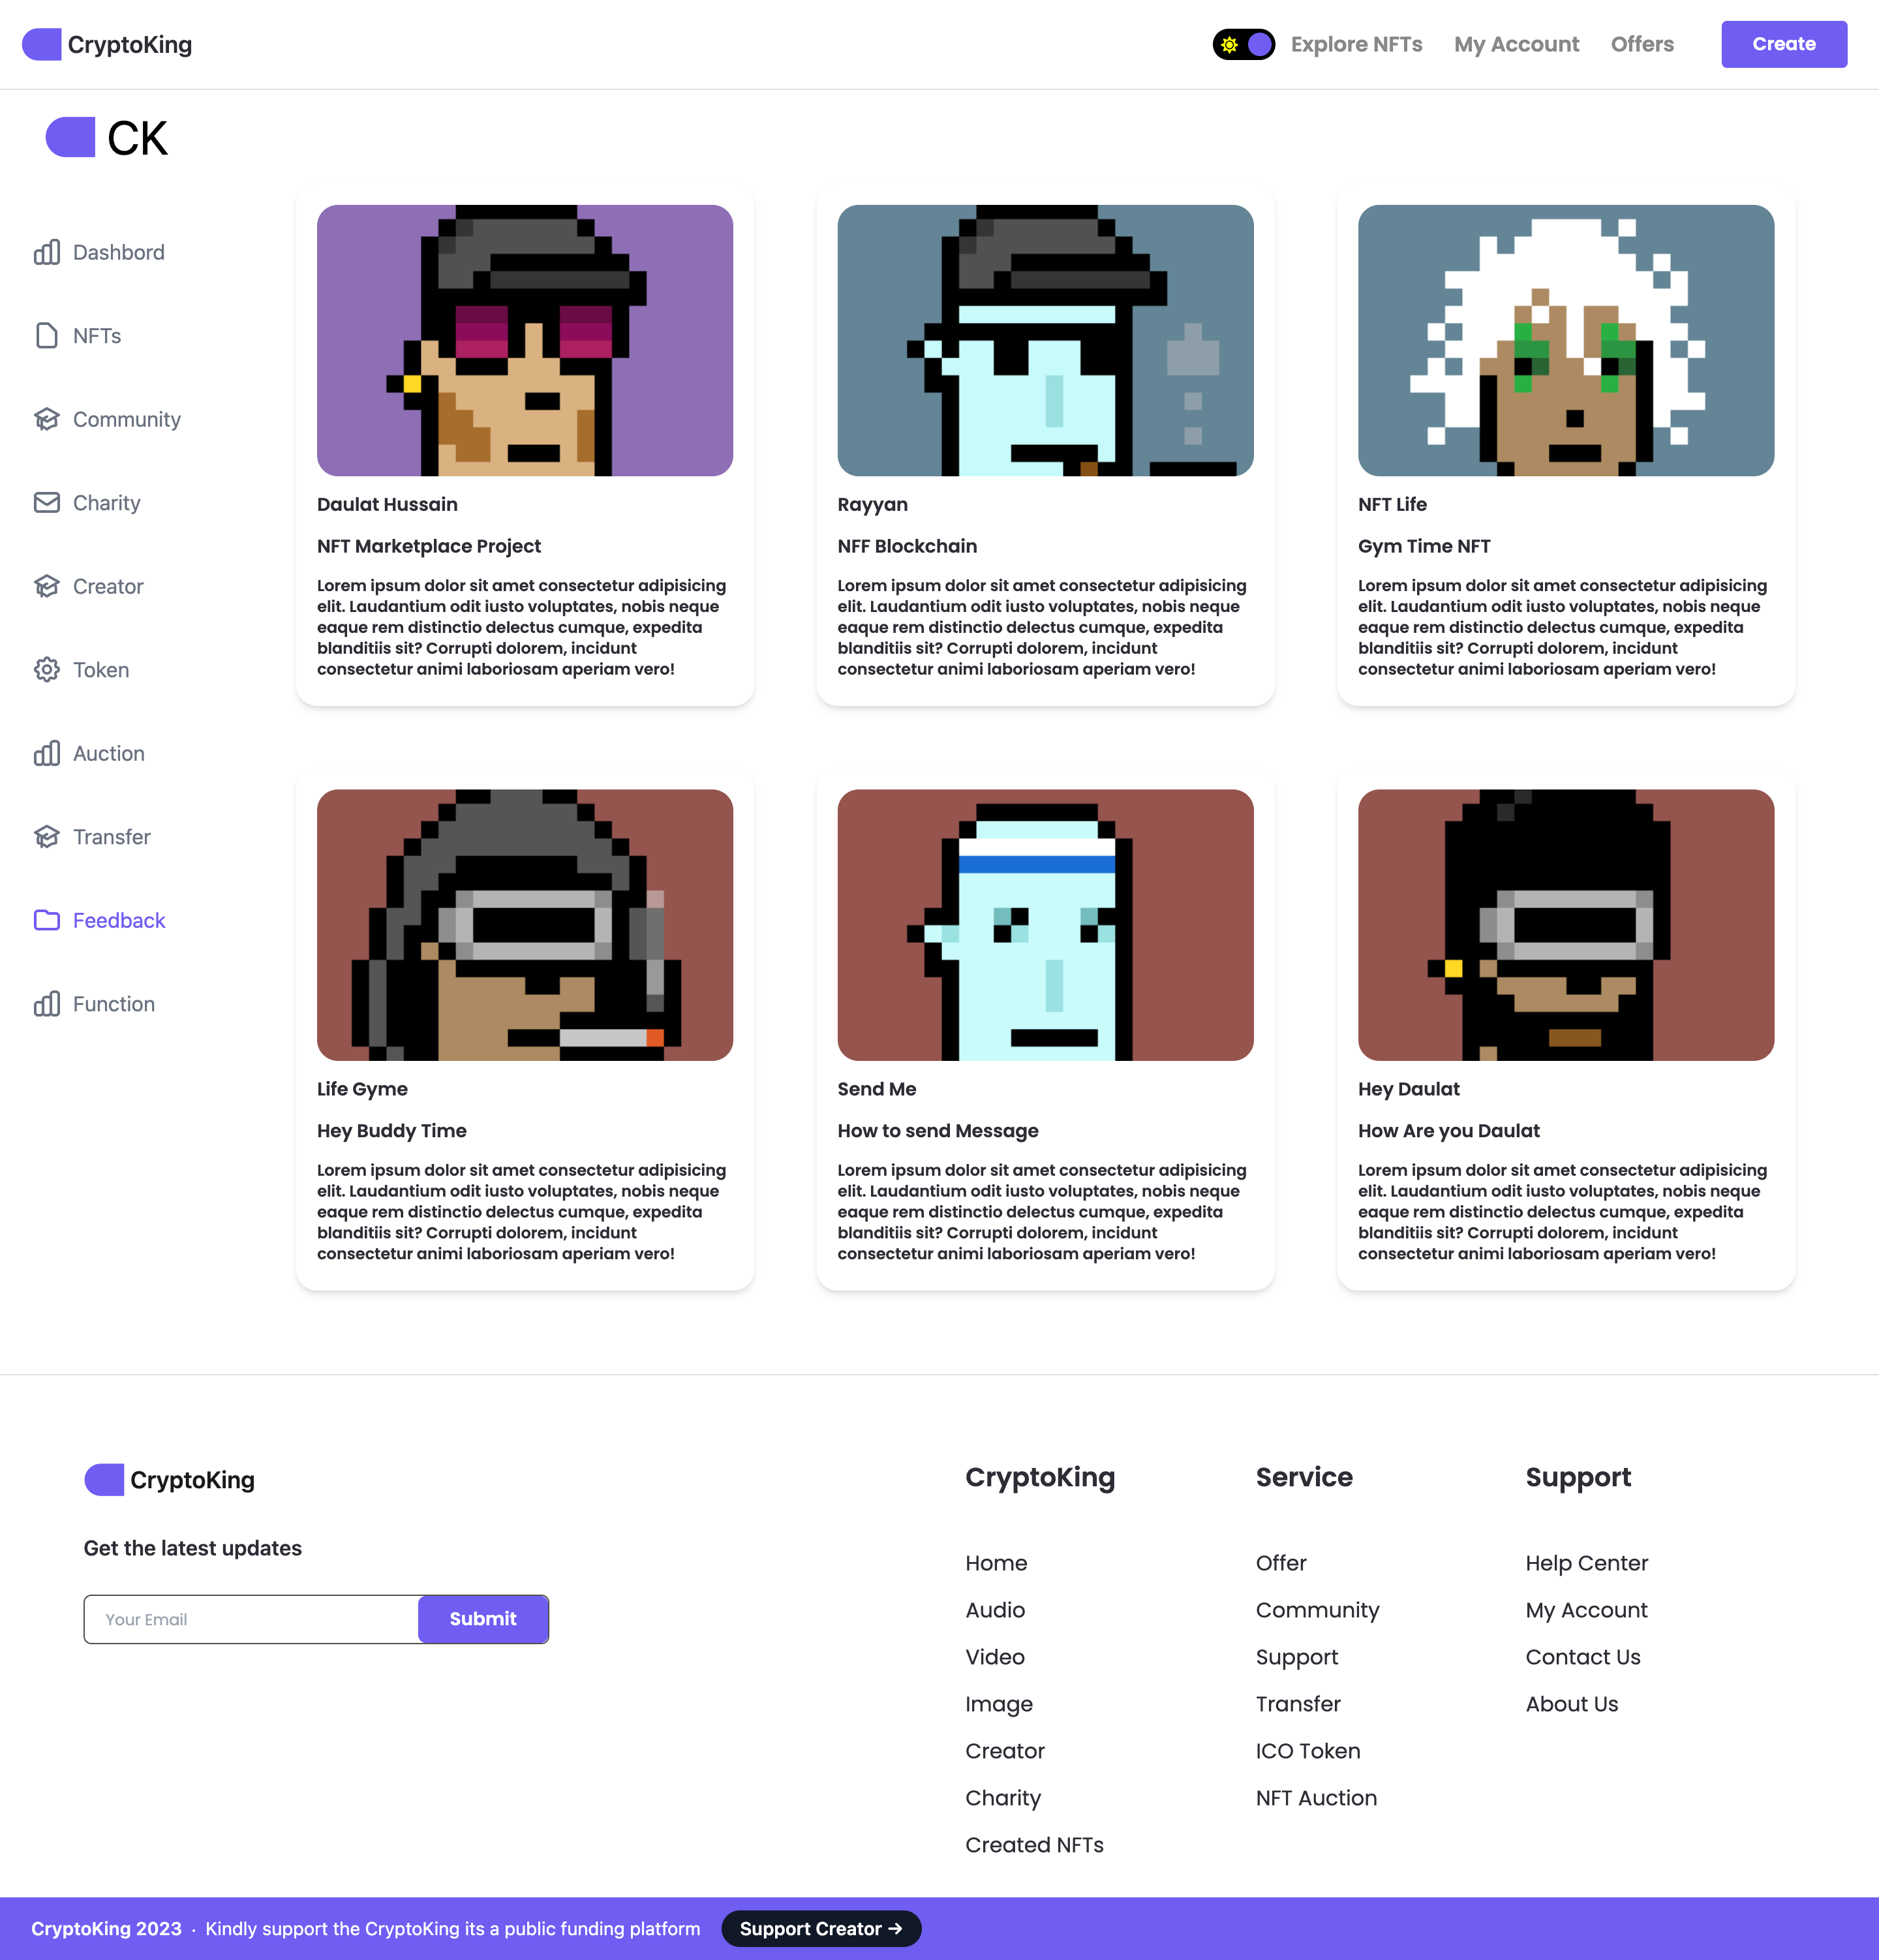 CryptoKing
Explore NFTs
My Account
Offers
Create
CK
Dashbord
NFTs
Community
Charity
Creator
Token
Auction
Transfer
Feedback
Function
Daulat Hussain
NFT Marketplace Project
Lorem ipsum dolor sit amet consectetur adipisicing
elit. Laudantium odit iusto voluptates, nobis neque
eaque rem distinctio delectus cumque, expedita
blanditiis sit? Corrupti dolorem, incidunt
consectetur animi laboriosam aperiam vero!
Rayyan
NFF Blockchain
Lorem ipsum dolor sit amet consectetur adipisicing
elit. Laudantium odit iusto voluptates, nobis neque
eaque rem distinctio delectus cumque, expedita
blanditiis sit? Corrupti dolorem, incidunt
consectetur animi laboriosam aperiam vero!
NFT Life
Gym Time NFT
Lorem ipsum dolor sit amet consectetur adipisicing
elit. Laudantium odit iusto voluptates, nobis neque
eaque rem distinctio delectus cumque, expedita
blanditiis sit? Corrupti dolorem, incidunt
consectetur animi laboriosam aperiam vero!
Life Gyme
Hey Buddy Time
Lorem ipsum dolor sit amet consectetur adipisicing
elit. Laudantium odit iusto voluptates, nobis neque
eaque rem distinctio delectus cumque, expedita
blanditiis sit? Corrupti dolorem, incidunt
consectetur animi laboriosam aperiam vero!
Send Me
How to send Message
Lorem ipsum dolor sit amet consectetur adipisicing
elit. Laudantium odit iusto voluptates, nobis neque
eaque rem distinctio delectus cumque, expedita
blanditiis sit? Corrupti dolorem, incidunt
consectetur animi laboriosam aperiam vero!
Hey Daulat
How Are you Daulat
Lorem ipsum dolor sit amet consectetur adipisicing
elit. Laudantium odit iusto voluptates, nobis neque
eaque rem distinctio delectus cumque, expedita
blanditiis sit? Corrupti dolorem, incidunt
consectetur animi laboriosam aperiam vero!
CryptoKing
Get the latest updates
Your Email
Submit
CryptoKing
Home
Audio
Video
Image
Creator
Charity
Created NFTs
Service
Offer
Community
Support
Transfer
ICO Token
NFT Auction
Support
Help Center
My Account
Contact Us
About Us
CryptoKing 2023 · Kindly support the CryptoKing its a public funding platform
Support Creator →